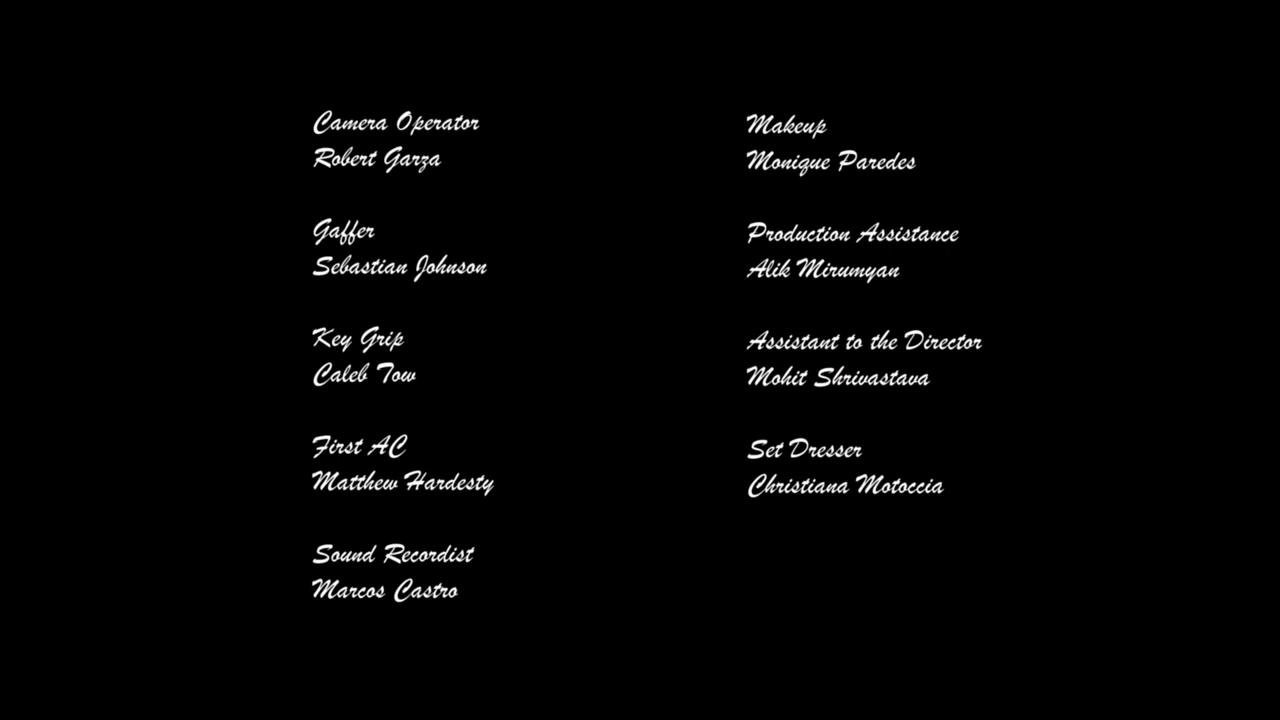 Camera Operator
Robert Garza
Gaffer
Sebastian Johnson
Key Grip
Caleb Tow
First AC
Matthew Hardesty
Sound Recordist
Marcos Castro
Makeup
Monique Paredes
Production Assistance
Alik Mirumyan
Assistant to the Director
Mohit Shrivastava
Set Dresser
Christiana Motoccia